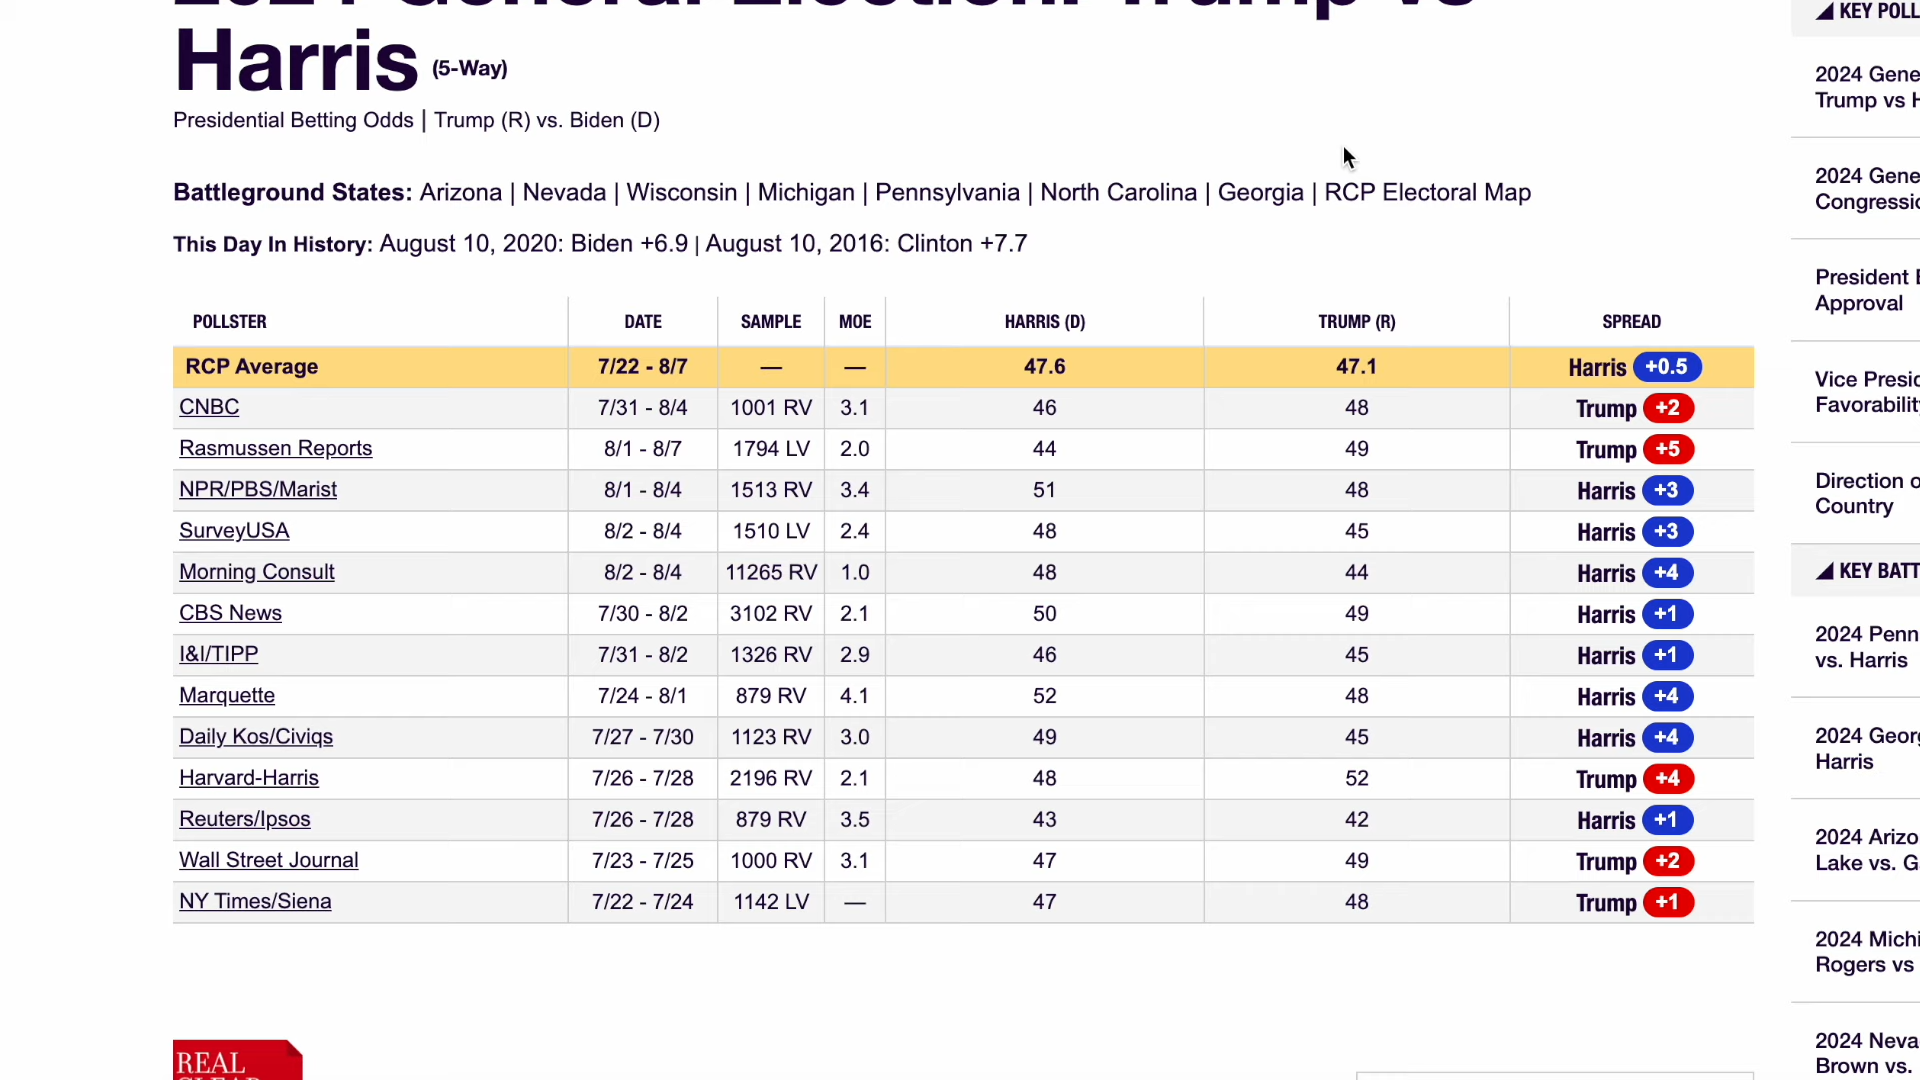 2024 General Election: Trump vs
Harris (5-Way)
Presidential Betting Odds | Trump (R) vs. Biden (D)
Battleground States: Arizona | Nevada | Wisconsin | Michigan | Pennsylvania | North Carolina | Georgia | RCP Electoral Map
This Day In History: August 10, 2020: Biden +6.9 | August 10, 2016: Clinton +7.7
POLLSTER DATE SAMPLE MOE HARRIS (D) TRUMP (R) SPREAD
RCP Average 7/22 - 8/7 — — 47.6 47.1 Harris +0.5
CNBC 7/31 - 8/4 1001 RV 3.1 46 48 Trump +2
Rasmussen Reports 8/1 - 8/7 1794 LV 2.0 44 49 Trump +5
NPR/PBS/Marist 8/1 - 8/4 1513 RV 3.4 51 48 Harris +3
SurveyUSA 8/2 - 8/4 1510 LV 2.4 48 45 Harris +3
Morning Consult 8/2 - 8/4 11265 RV 1.0 48 44 Harris +4
CBS News 7/30 - 8/2 3102 RV 2.1 50 49 Harris +1
I&I/TIPP 7/31 - 8/2 1326 RV 2.9 46 45 Harris +1
Marquette 7/24 - 8/1 879 RV 4.1 52 48 Harris +4
Daily Kos/Civiqs 7/27 - 7/30 1123 RV 3.0 49 45 Harris +4
Harvard-Harris 7/26 - 7/28 2196 RV 2.1 48 52 Trump +4
Reuters/Ipsos 7/26 - 7/28 879 RV 3.5 43 42 Harris +1
Wall Street Journal 7/23 - 7/25 1000 RV 3.1 47 49 Trump +2
NY Times/Siena 7/22 - 7/24 1142 LV — 47 48 Trump +1
REAL
CLEAR
KEY POLL
2024 Gene
Trump vs H
2024 Gene
Congressio
President B
Approval
Vice Presid
Favorability
Direction o
Country
KEY BATT
2024 Penn
vs. Harris
2024 Georg
Harris
2024 Arizo
Lake vs. G
2024 Michi
Rogers vs
2024 Neva
Brown vs.